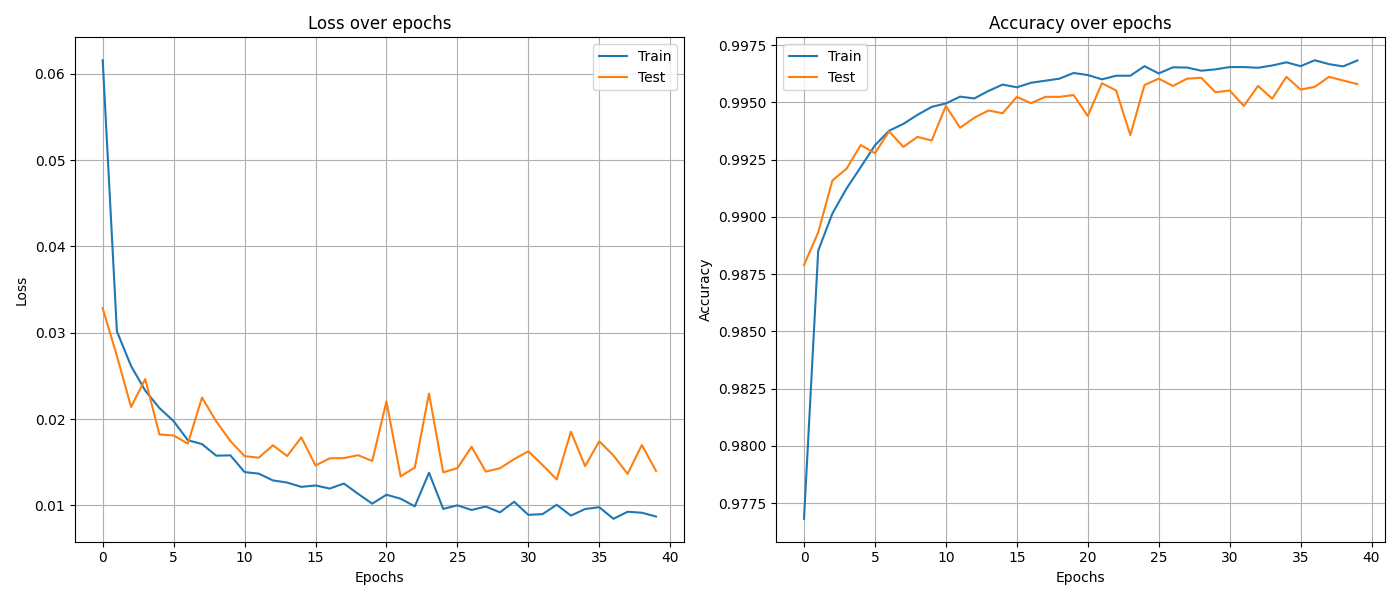 Loss over epochs
Train
Test
0.06
0.05
0.04
0.03
0.02
0.01
Loss
0 5 10 15 20 25 30 35 40
Epochs
Accuracy over epochs
Train
Test
0.9975
0.9950
0.9925
0.9900
0.9875
0.9850
0.9825
0.9800
0.9775
Accuracy
0 5 10 15 20 25 30 35 40
Epochs